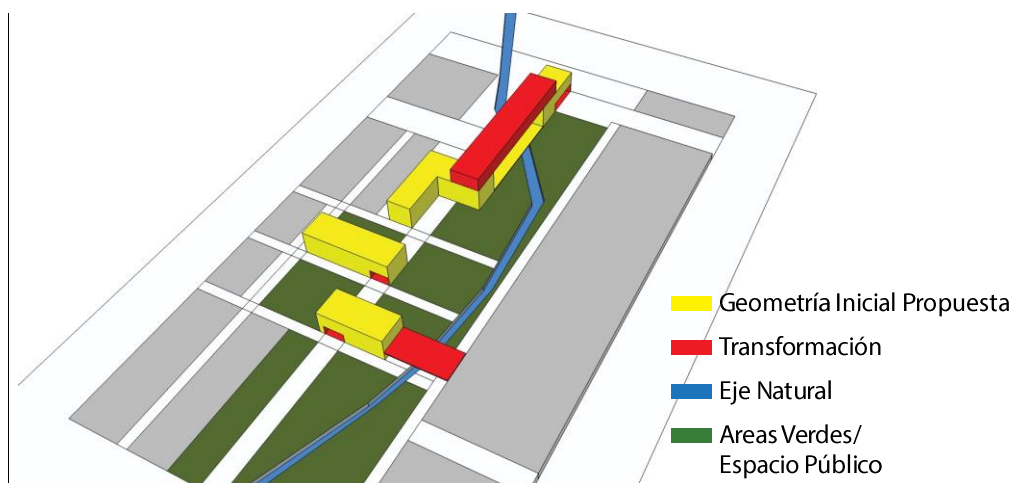 Geometría Inicial Propuesta
Transformación
Eje Natural
Areas Verdes/
Espacio Público